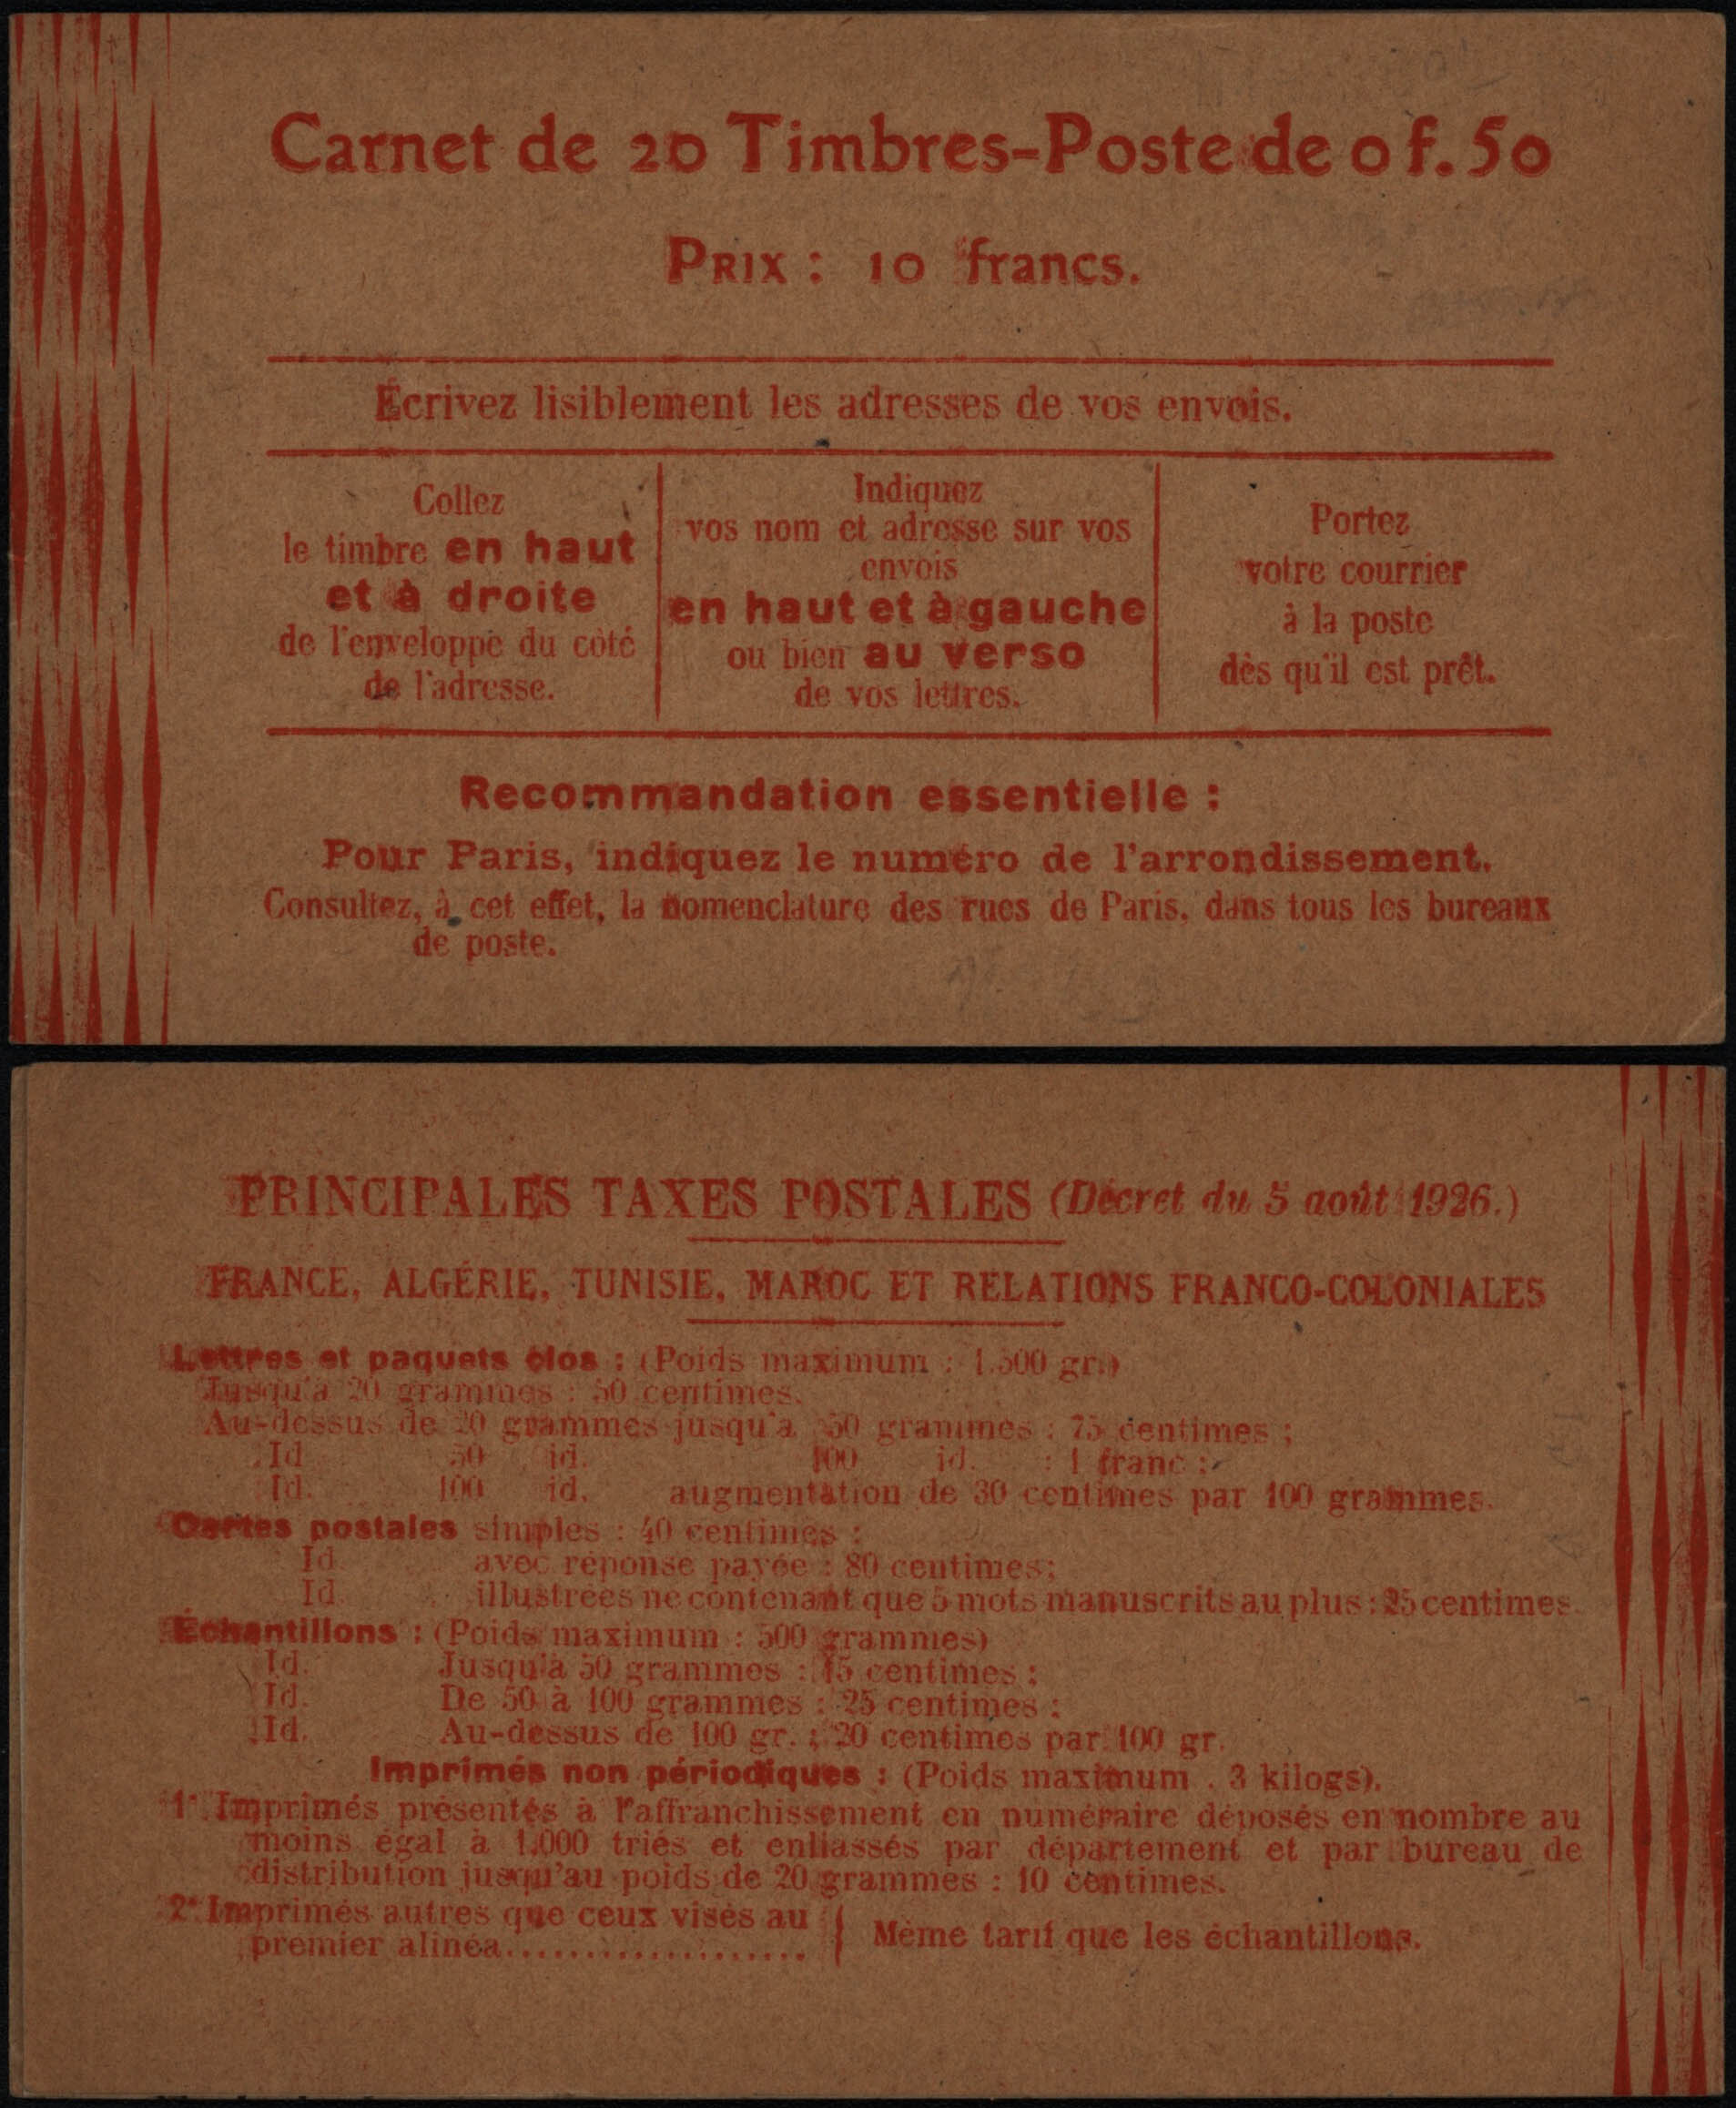 Carnet de 20 Timbres-Poste de 0 f. 50
PRIX : 10 francs.
Écrivez lisiblement les adresses de vos envois.
Collez
le timbre en haut
et à droite
de l'enveloppe du côté
de l'adresse.
Indiquez
vos nom et adresse sur vos
envois
en haut et à gauche
ou bien au verso
de vos lettres.
Portez
votre courrier
à la poste
dès qu'il est prêt.
Recommandation essentielle :
Pour Paris, indiquez le numéro de l'arrondissement.
Consultez, à cet effet, la nomenclature des rues de Paris, dans tous les bureaux
de poste.
PRINCIPALES TAXES POSTALES (Décret du 5 août 1926.)
FRANCE, ALGÉRIE, TUNISIE, MAROC ET RELATIONS FRANCO-COLONIALES
Lettres et paquets clos : (Poids maximum : 1.500 gr.)
Jusqu'à 20 grammes : 50 centimes.
Au-dessus de 20 grammes jusqu'à 50 grammes : 75 centimes ;
Id. 50 id. 100 id. : 1 franc ;
Id. 100 id. augmentation de 30 centimes par 100 grammes.
Cartes postales simples : 40 centimes ;
Id. avec réponse payée : 80 centimes ;
Id. illustrées ne contenant que 5 mots manuscrits au plus : 25 centimes.
Échantillons : (Poids maximum : 500 grammes)
Id. Jusqu'à 50 grammes : 15 centimes ;
Id. De 50 à 100 grammes : 25 centimes ;
Id. Au-dessus de 100 gr. : 20 centimes par 100 gr.
Imprimés non périodiques : (Poids maximum . 3 kilogs).
1° Imprimés présentés à l'affranchissement en numéraire déposés en nombre au
moins égal à 1.000 triés et enliassés par département et par bureau de
distribution jusqu'au poids de 20 grammes : 10 centimes.
2° Imprimés autres que ceux visés au
premier alinéa....................
Même tarif que les échantillons.